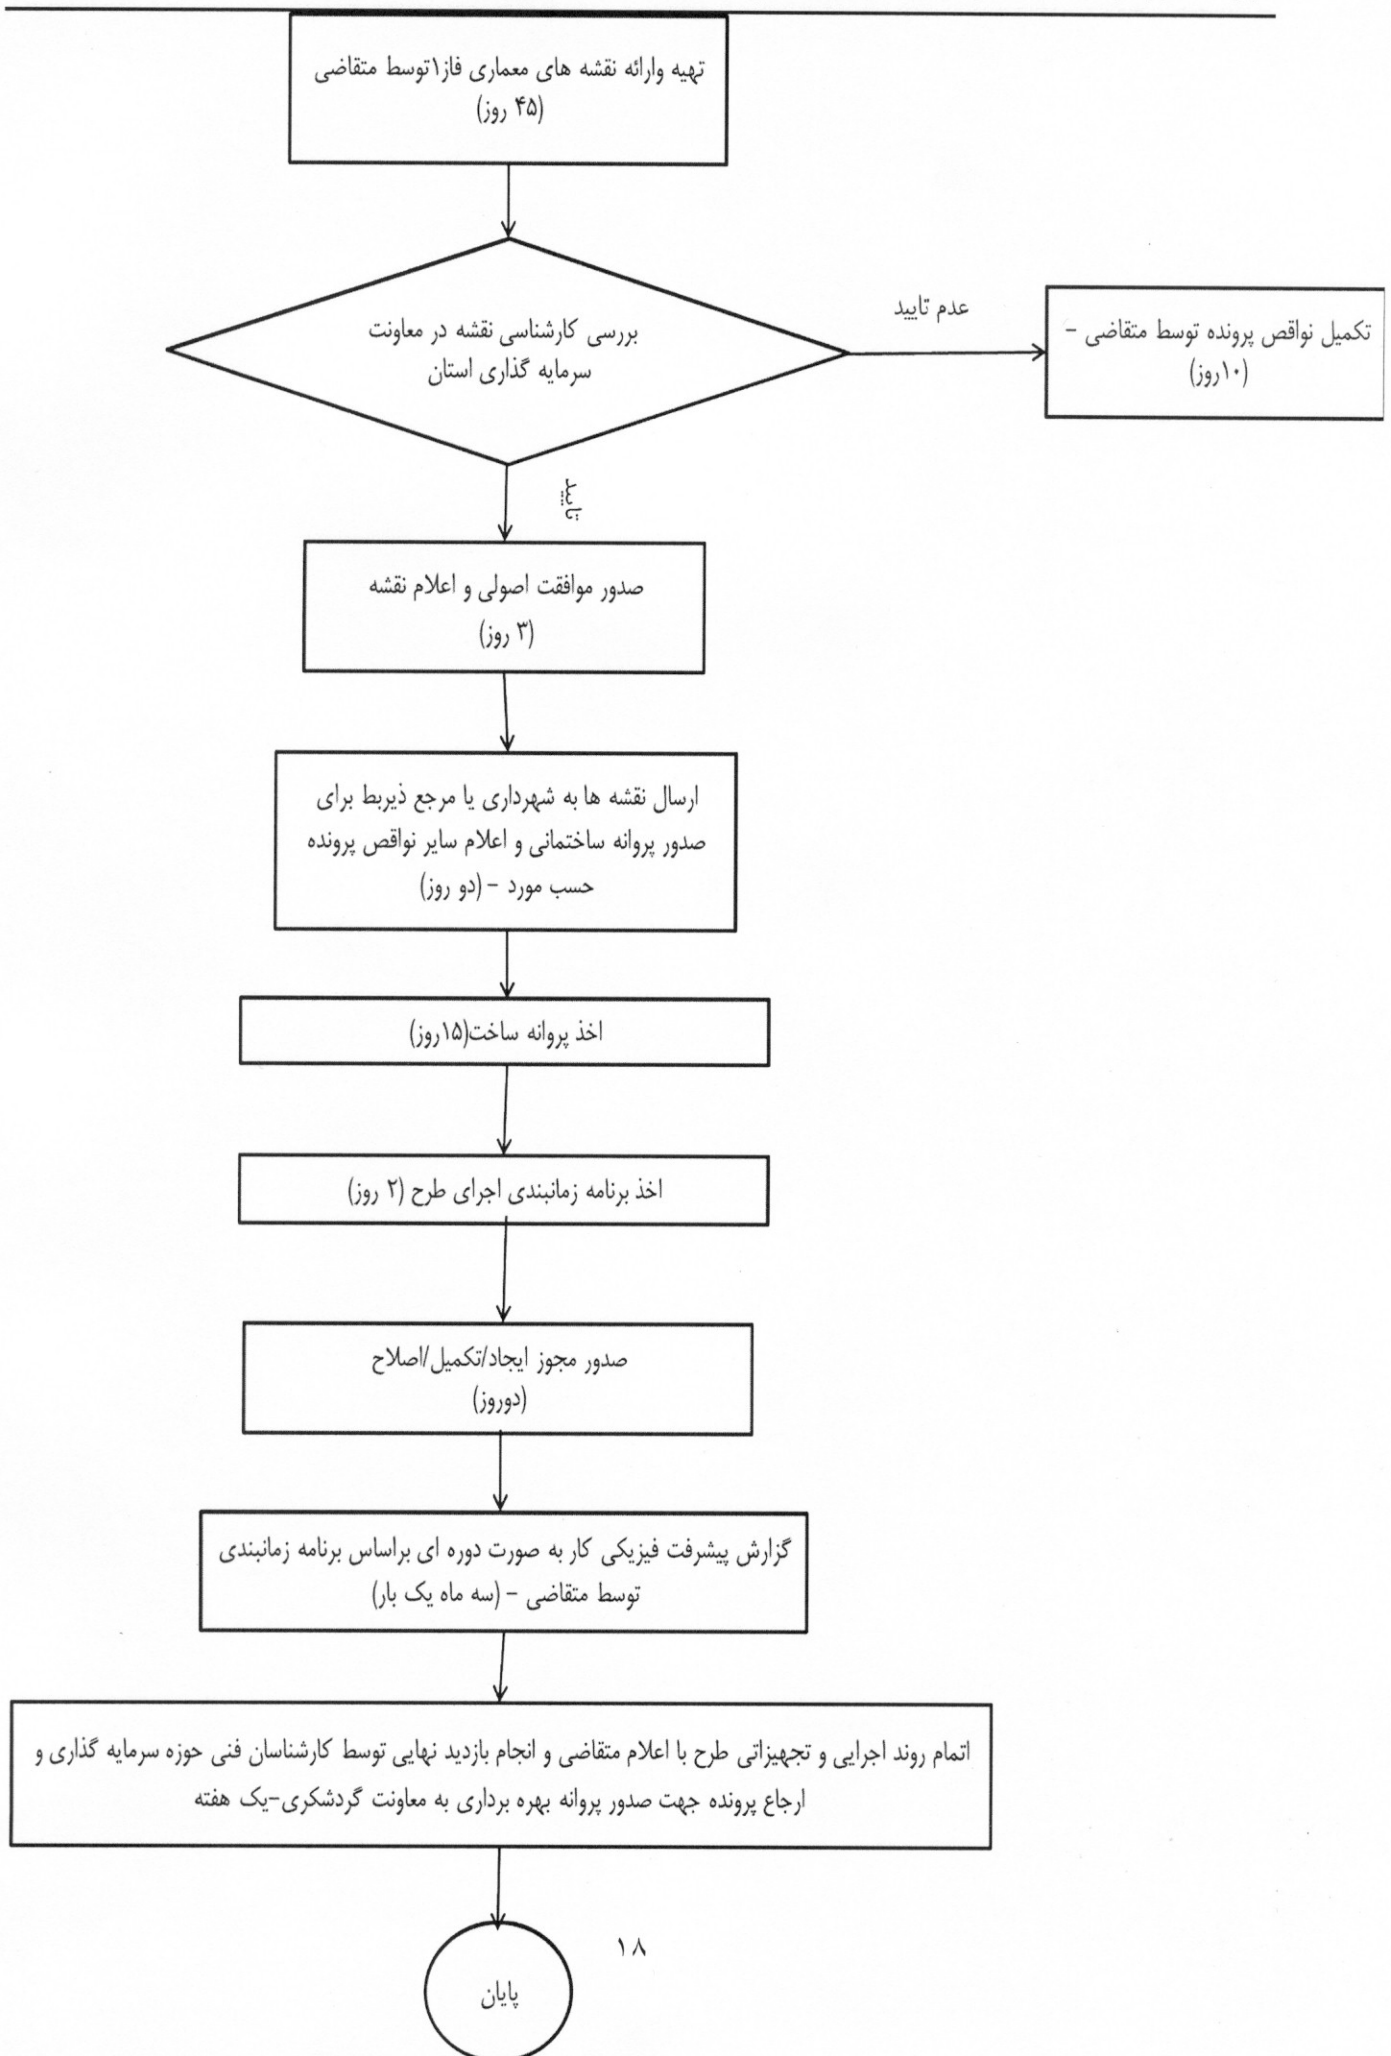 تهیه وارائه نقشه های معماری فاز۱توسط متقاضی
(۴۵ روز)
بررسی کارشناسی نقشه در معاونت
سرمایه گذاری استان
عدم تایید
تکمیل نواقص پرونده توسط متقاضی –
(۱۰روز)
تایید
صدور موافقت اصولی و اعلام نقشه
(۳ روز)
ارسال نقشه ها به شهرداری یا مرجع ذیربط برای
صدور پروانه ساختمانی و اعلام سایر نواقص پرونده
حسب مورد – (دو روز)
اخذ پروانه ساخت(۱۵روز)
اخذ برنامه زمانبندی اجرای طرح (۲ روز)
صدور مجوز ایجاد/تکمیل/اصلاح
(دوروز)
گزارش پیشرفت فیزیکی کار به صورت دوره ای براساس برنامه زمانبندی
توسط متقاضی – (سه ماه یک بار)
اتمام روند اجرایی و تجهیزاتی طرح با اعلام متقاضی و انجام بازدید نهایی توسط کارشناسان فنی حوزه سرمایه گذاری و
ارجاع پرونده جهت صدور پروانه بهره برداری به معاونت گردشگری-یک هفته
۱۸
پایان